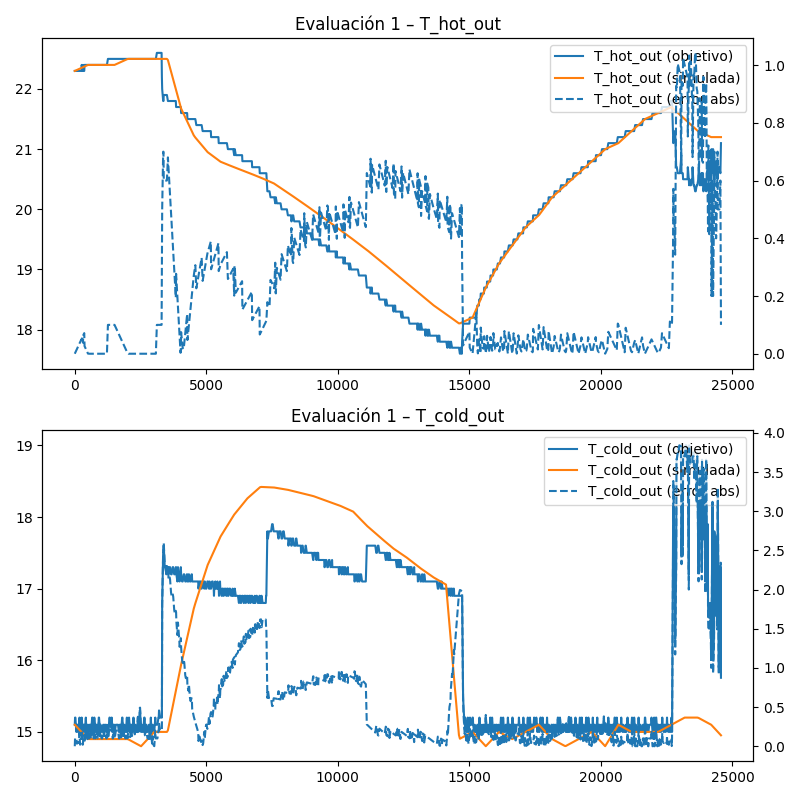 Evaluación 1 – T_hot_out
T_hot_out (objetivo)
T_hot_out (simulada)
T_hot_out (error abs)
22
21
20
19
18
1.0
0.8
0.6
0.4
0.2
0.0
0 5000 10000 15000 20000 25000
Evaluación 1 – T_cold_out
T_cold_out (objetivo)
T_cold_out (simulada)
T_cold_out (error abs)
19
18
17
16
15
4.0
3.5
3.0
2.5
2.0
1.5
1.0
0.5
0.0
0 5000 10000 15000 20000 25000